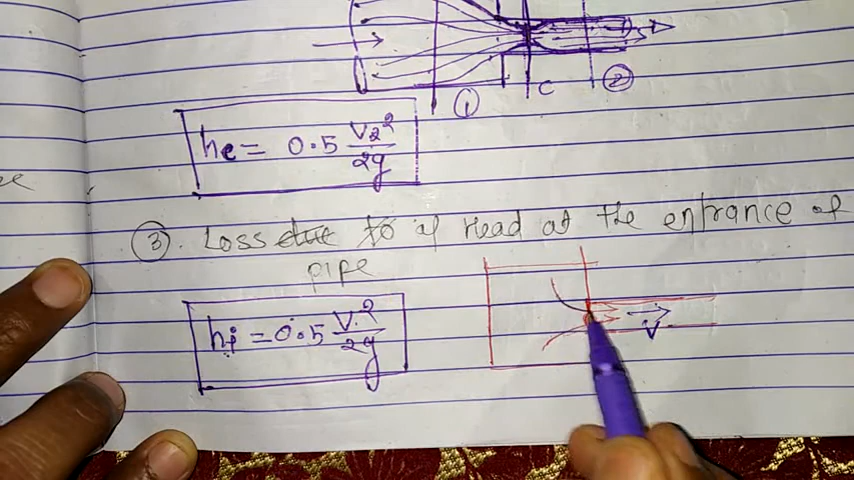 C
① ②
he = 0.5 V2²/2g
③. Loss due to of Head at the entrance of
pipe
hi = 0.5 V²/2g
V